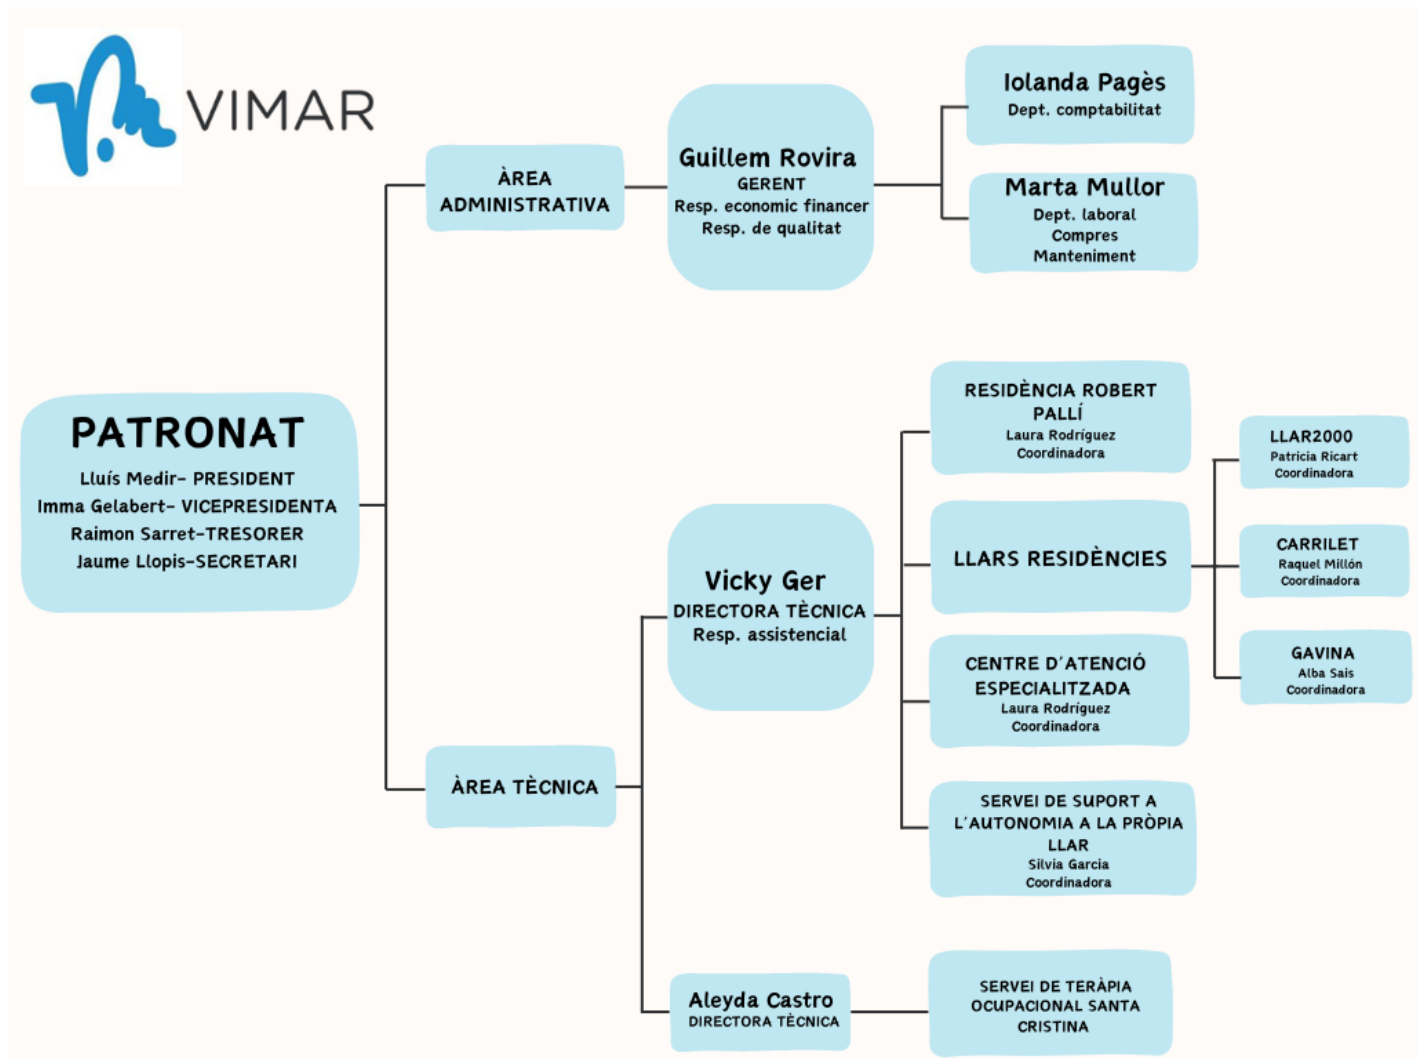 VIMAR
PATRONAT
Lluís Medir- PRESIDENT
Imma Gelabert- VICEPRESIDENTA
Raimon Sarret-TRESORER
Jaume Llopis-SECRETARI
ÀREA
ADMINISTRATIVA
Guillem Rovira
GERENT
Resp. economic financer
Resp. de qualitat
Iolanda Pagès
Dept. comptabilitat
Marta Mullor
Dept. laboral
Compres
Manteniment
ÀREA TÈCNICA
Vicky Ger
DIRECTORA TÈCNICA
Resp. assistencial
RESIDÈNCIA ROBERT
PALLÍ
Laura Rodríguez
Coordinadora
LLARS RESIDÈNCIES
LLAR2000
Patricia Ricart
Coordinadora
CARRILET
Raquel Millón
Coordinadora
GAVINA
Alba Sais
Coordinadora
CENTRE D'ATENCIÓ
ESPECIALITZADA
Laura Rodríguez
Coordinadora
SERVEI DE SUPORT A
L'AUTONOMIA A LA PRÒPIA
LLAR
Silvia Garcia
Coordinadora
Aleyda Castro
DIRECTORA TÈCNICA
SERVEI DE TERÀPIA
OCUPACIONAL SANTA
CRISTINA